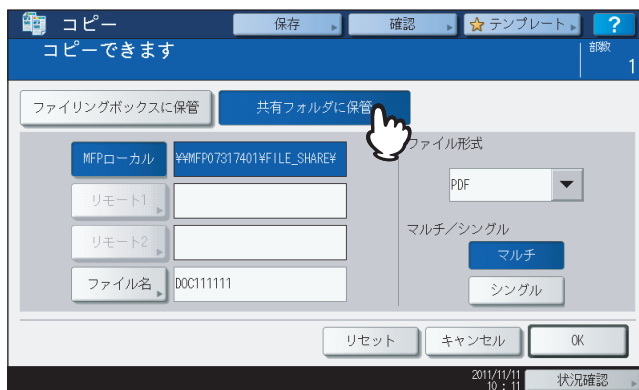 コピー
保存
確認
テンプレート
?
コピーできます
部数
1
ファイリングボックスに保管
共有フォルダに保管
MFPローカル
¥¥MFP07317401¥FILE_SHARE¥
リモート1
リモート2
ファイル名
DOC111111
ファイル形式
PDF
マルチ/シングル
マルチ
シングル
リセット
キャンセル
OK
2011/11/11
10 : 11
状況確認